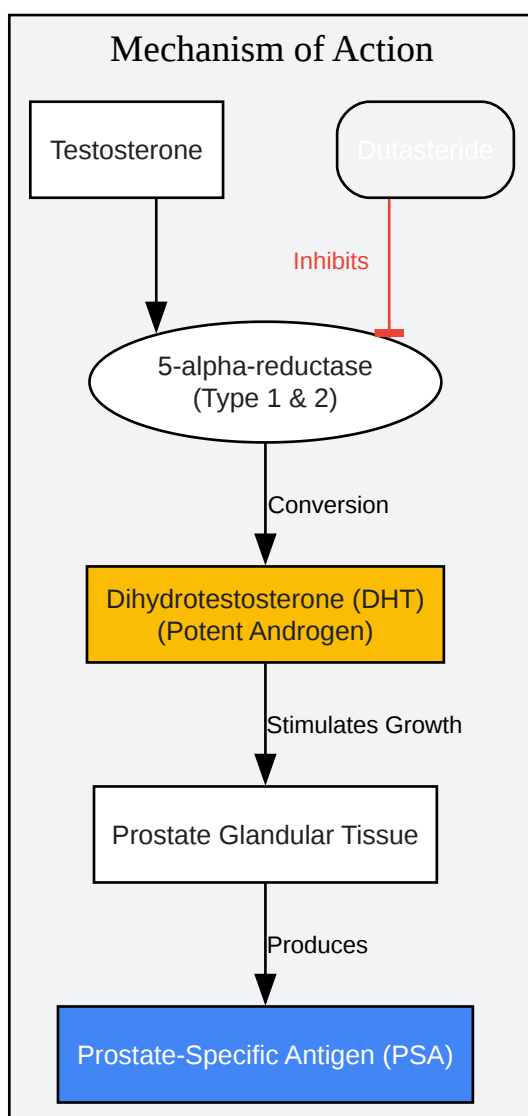 Mechanism of Action
Testosterone
Dutasteride
Inhibits
5-alpha-reductase
(Type 1 & 2)
Conversion
Dihydrotestosterone (DHT)
(Potent Androgen)
Stimulates Growth
Prostate Glandular Tissue
Produces
Prostate-Specific Antigen (PSA)